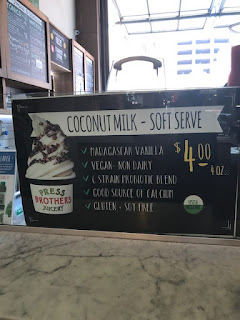 COCONUT MILK - SOFT SERVE
MADAGASCAR VANILLA
VEGAN - NON DAIRY
6 STRAIN PROBIOTIC BLEND
GOOD SOURCE OF CALCIUM
GLUTEN - SOY FREE
$4.00
4 OZ
PRESS
BROTHERS
JUICERY
USDA